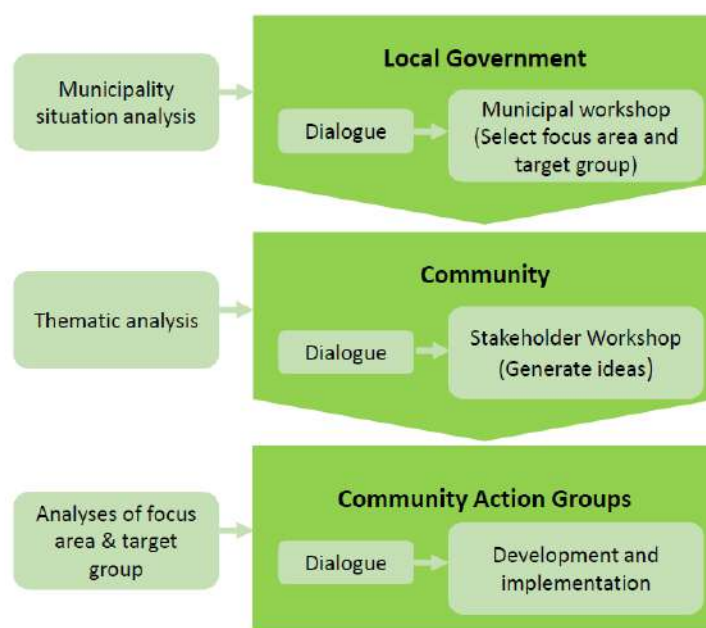 Local Government
Municipality
situation analysis
Dialogue
Municipal workshop
(Select focus area and
target group)
Community
Thematic analysis
Dialogue
Stakeholder Workshop
(Generate ideas)
Community Action Groups
Analyses of focus
area & target
group
Dialogue
Development and
implementation